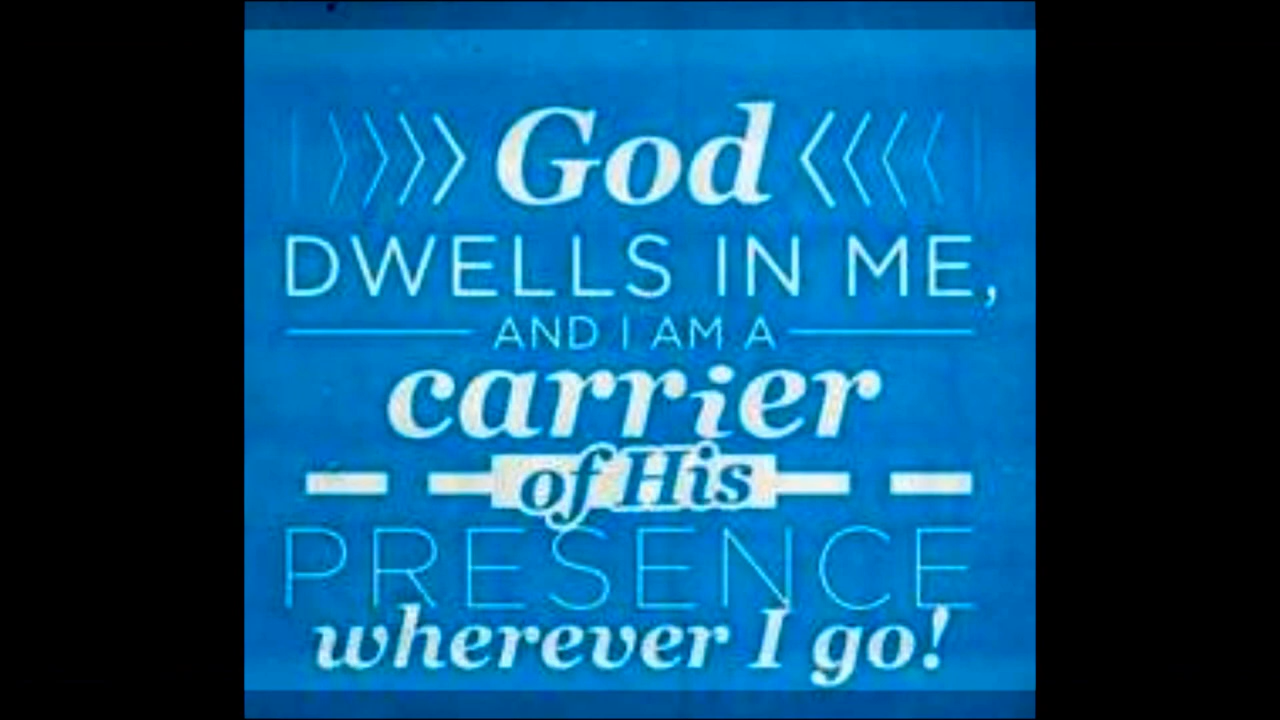 God
DWELLS IN ME,
AND I AM A
carrier
of His
PRESENCE
wherever I go!